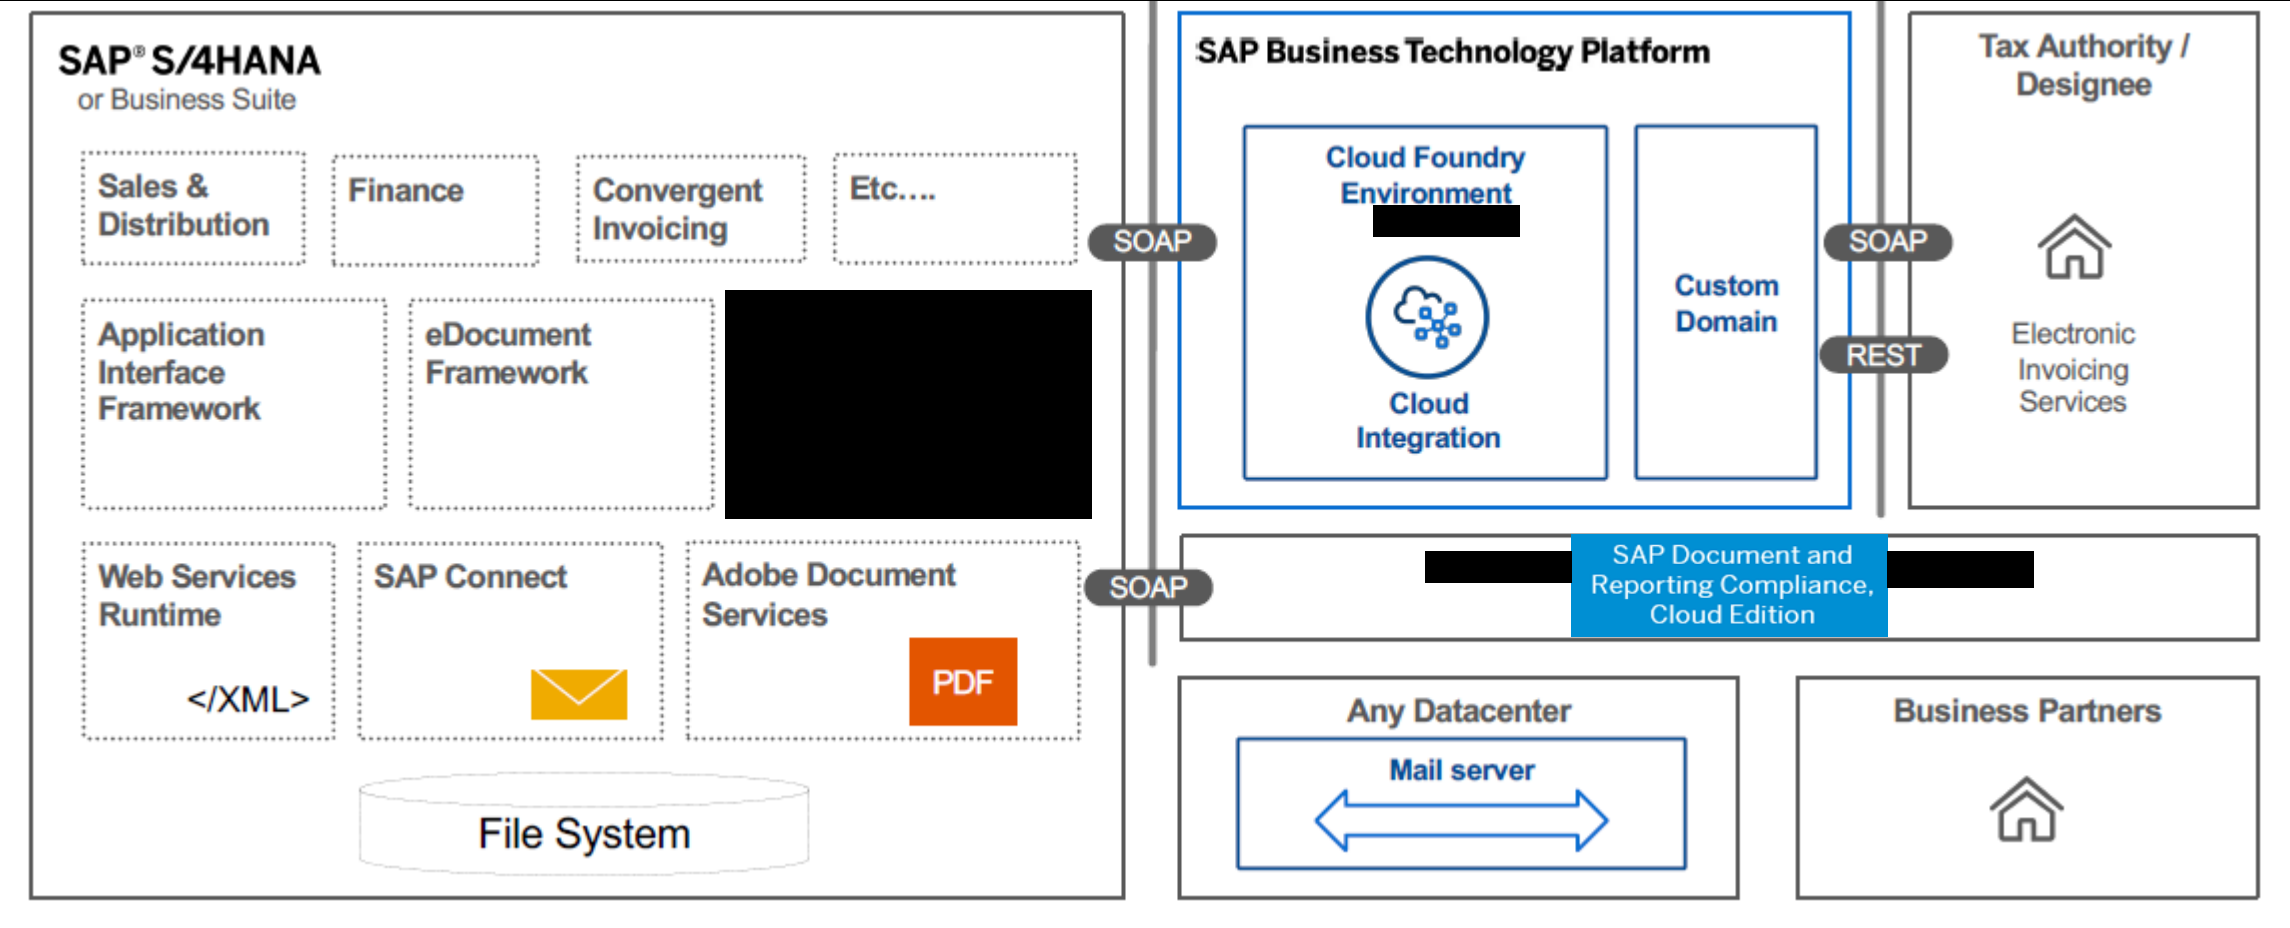 SAP® S/4HANA
or Business Suite
Sales &
Distribution
Finance
Convergent
Invoicing
Etc....
Application
Interface
Framework
eDocument
Framework
Web Services
Runtime
</XML>
SAP Connect
Adobe Document
Services
PDF
File System
SOAP
SOAP
SAP Business Technology Platform
Cloud Foundry
Environment
Cloud
Integration
Custom
Domain
SOAP
REST
Tax Authority /
Designee
Electronic
Invoicing
Services
SAP Document and
Reporting Compliance,
Cloud Edition
Any Datacenter
Mail server
Business Partners